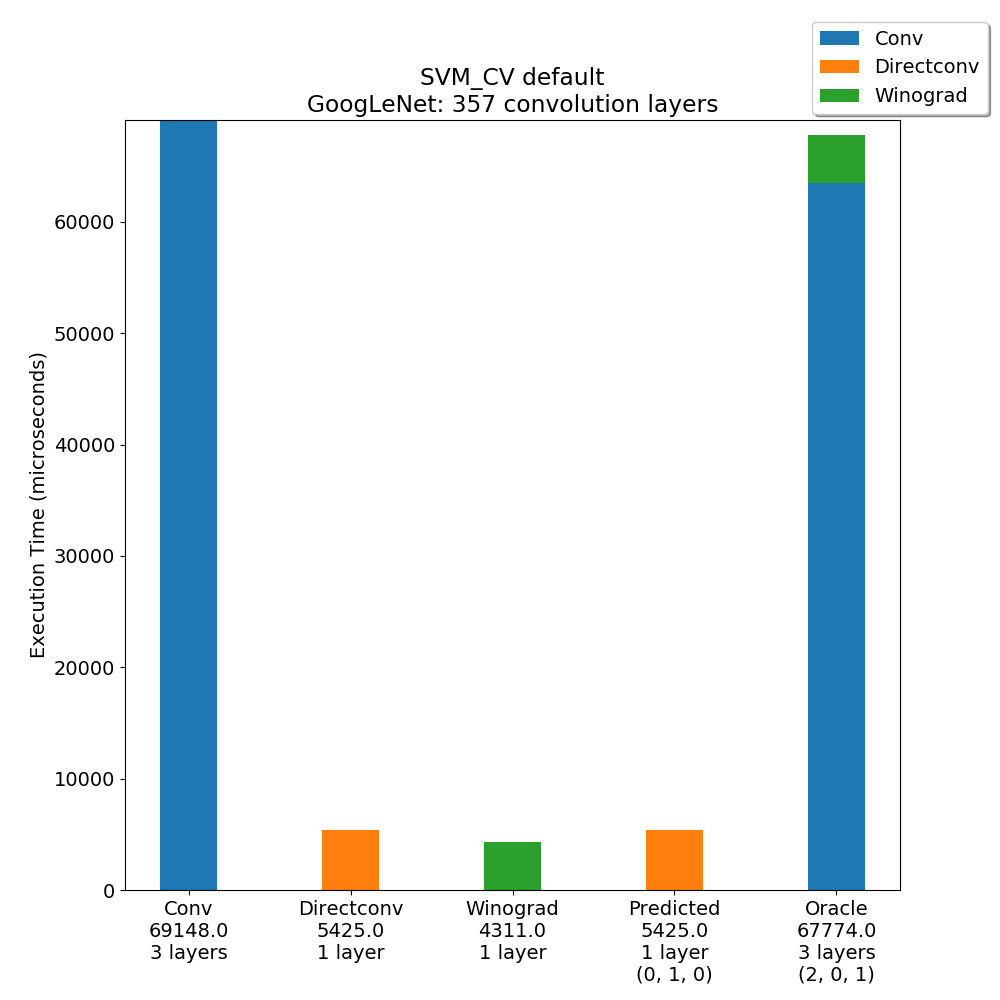 Conv
Directconv
Winograd
SVM_CV default
GoogLeNet: 357 convolution layers
Execution Time (microseconds)
60000
50000
40000
30000
20000
10000
0
Conv
69148.0
3 layers
Directconv
5425.0
1 layer
Winograd
4311.0
1 layer
Predicted
5425.0
1 layer
(0, 1, 0)
Oracle
67774.0
3 layers
(2, 0, 1)